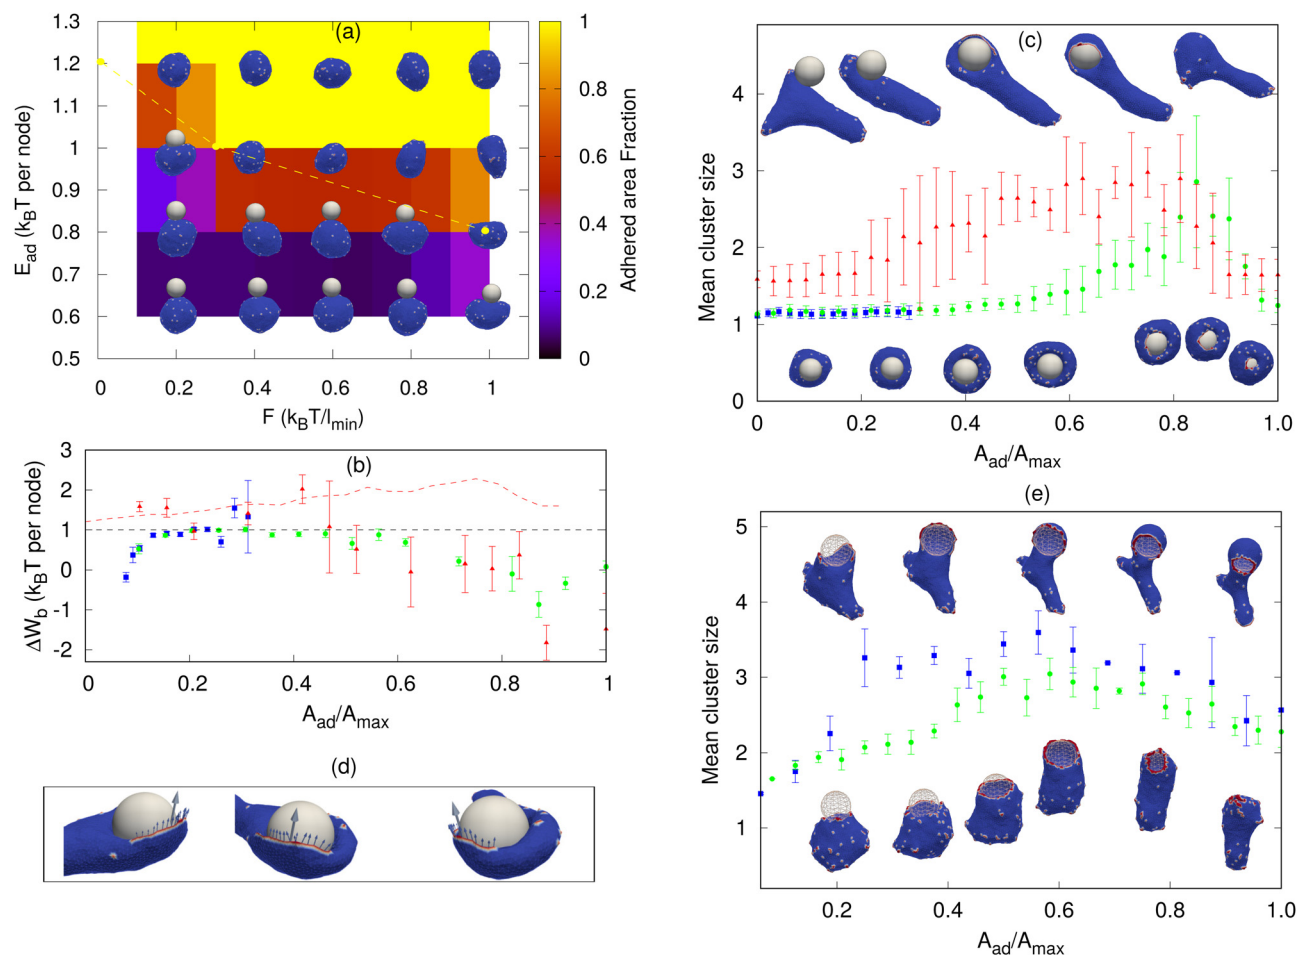 (a)
1.3
1.2
1.1
1
0.9
0.8
0.7
0.6
0.5
E_ad (k_BT per node)
0 0.2 0.4 0.6 0.8 1
F (k_BT/l_min)
1
0.8
0.6
0.4
0.2
0
Adhered area Fraction
(b)
3
2
1
0
-1
-2
ΔW_b (k_BT per node)
0 0.2 0.4 0.6 0.8 1
A_ad/A_max
(d)
(c)
4
3
2
1
0
Mean cluster size
0 0.2 0.4 0.6 0.8 1.0
A_ad/A_max
(e)
5
4
3
2
1
Mean cluster size
0.2 0.4 0.6 0.8 1.0
A_ad/A_max